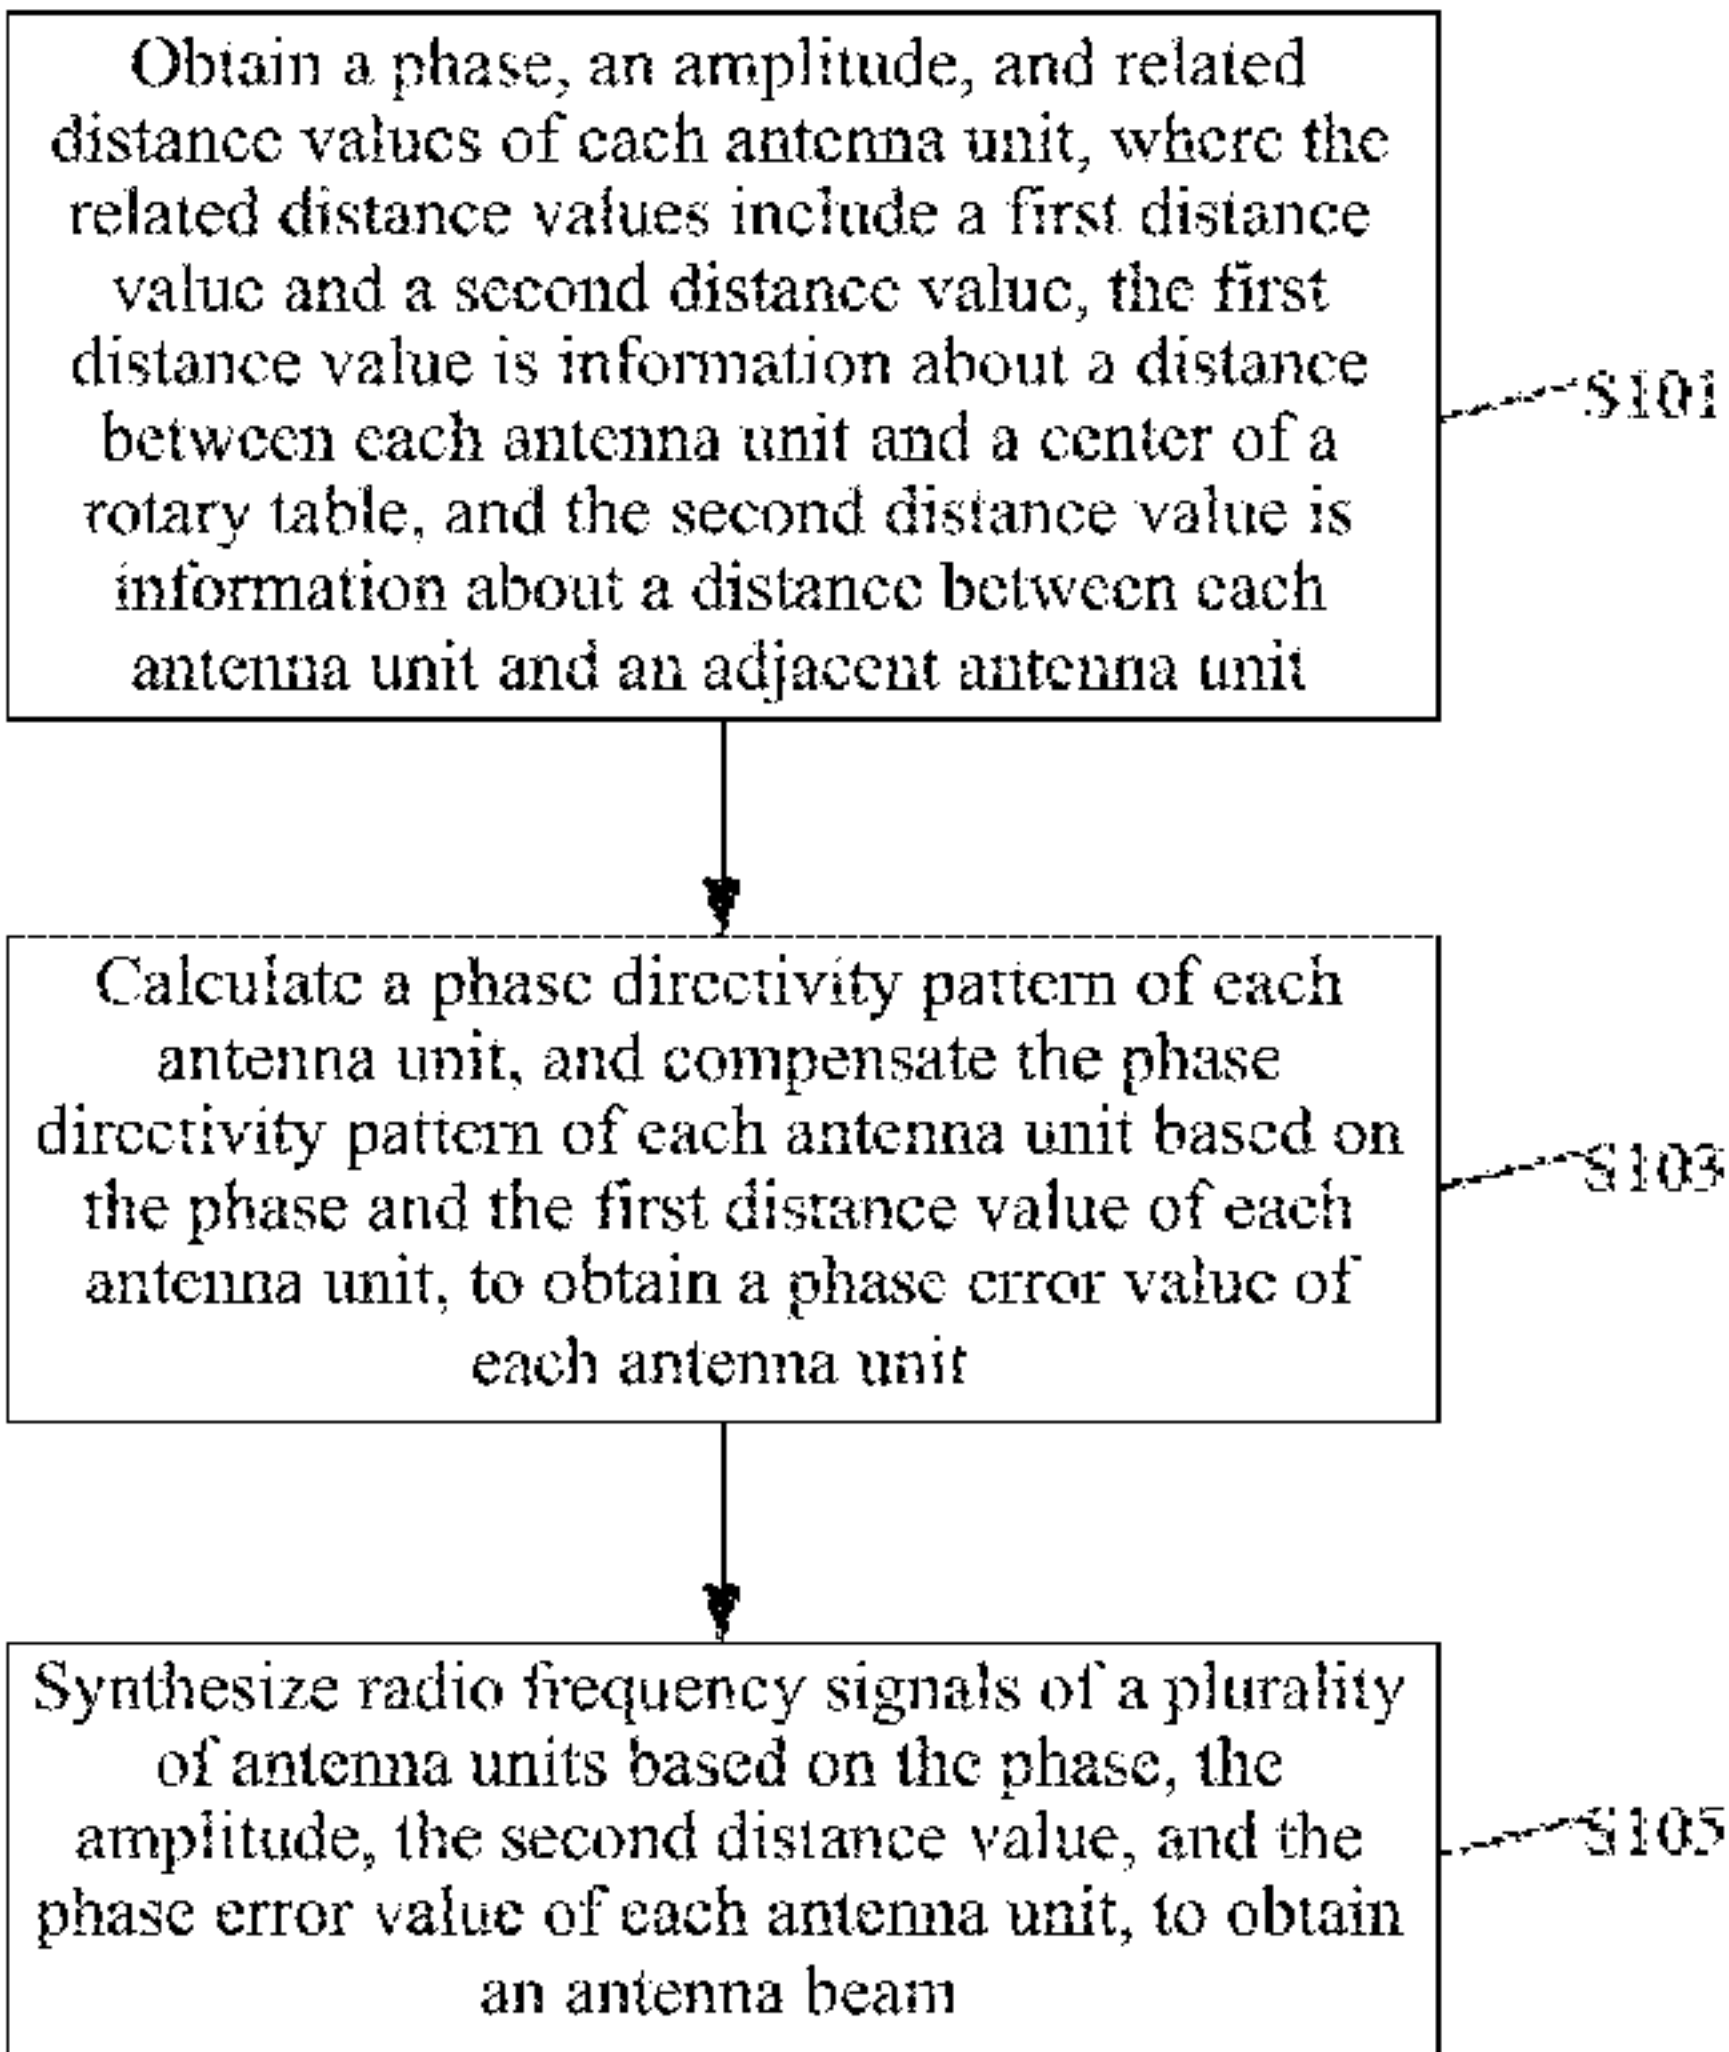 Obtain a phase, an amplitude, and related
distance values of each antenna unit, where the
related distance values include a first distance
value and a second distance value, the first
distance value is information about a distance
between each antenna unit and a center of a
rotary table, and the second distance value is
information about a distance between each
antenna unit and an adjacent antenna unit
S101
Calculate a phase directivity pattern of each
antenna unit, and compensate the phase
directivity pattern of each antenna unit based on
the phase and the first distance value of each
antenna unit, to obtain a phase error value of
each antenna unit
S103
Synthesize radio frequency signals of a plurality
of antenna units based on the phase, the
amplitude, the second distance value, and the
phase error value of each antenna unit, to obtain
an antenna beam
S105